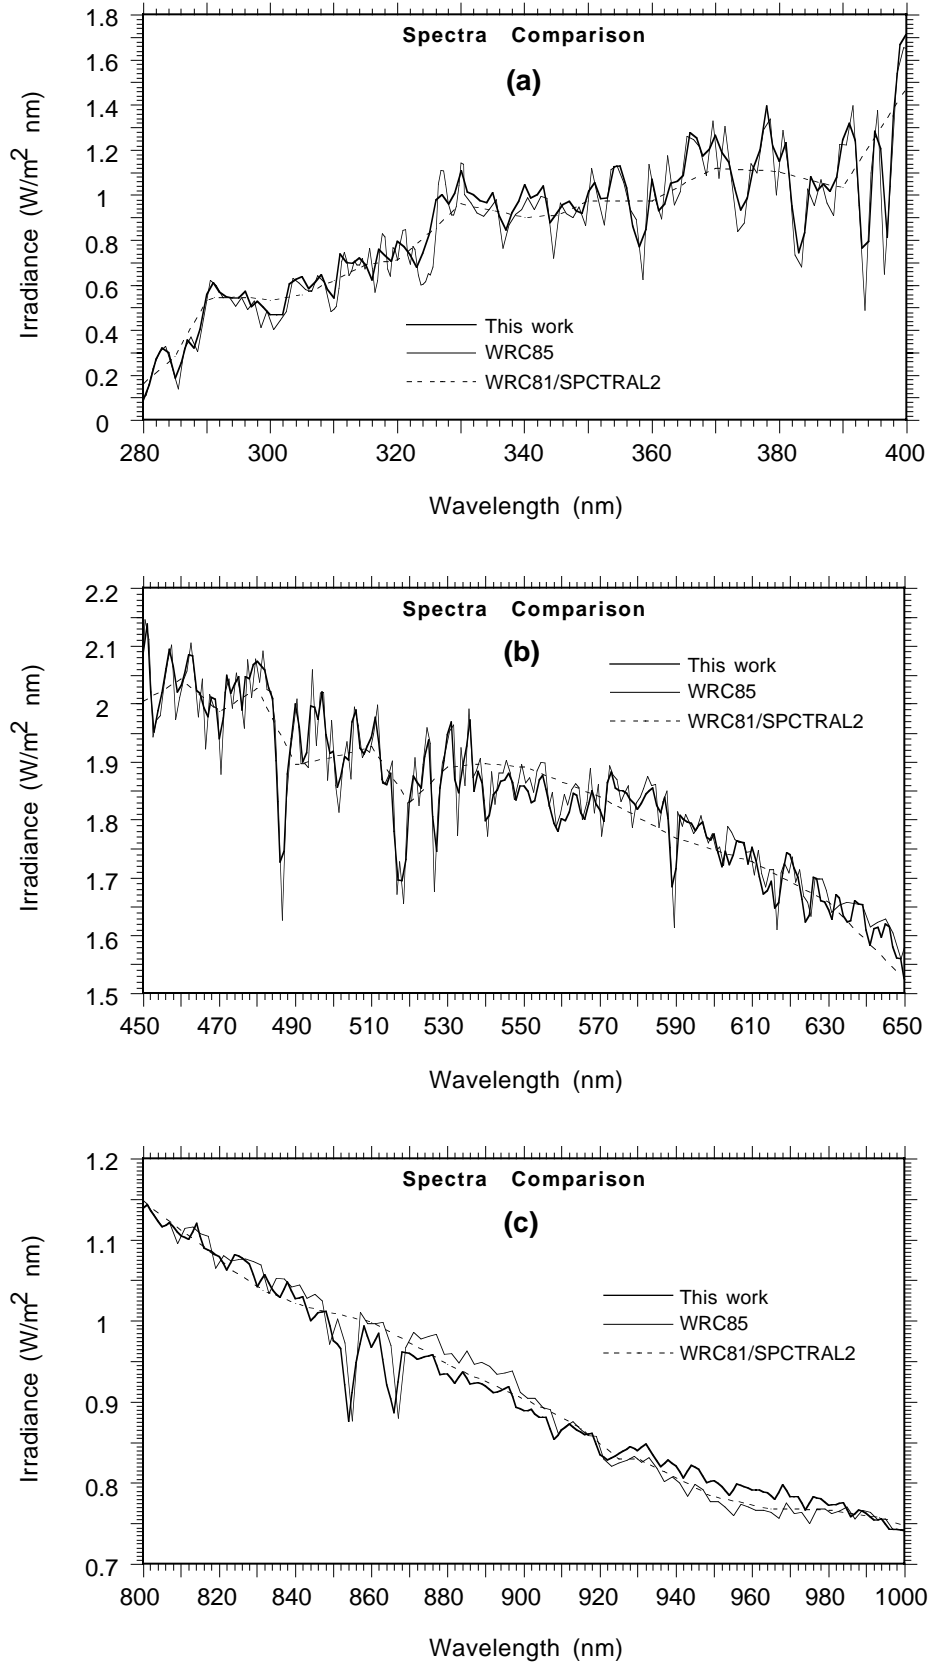 Spectra Comparison
(a)
Irradiance (W/m2 nm)
1.8
1.6
1.4
1.2
1
0.8
0.6
0.4
0.2
0
This work
WRC85
WRC81/SPCTRAL2
280 300 320 340 360 380 400
Wavelength (nm)
Spectra Comparison
(b)
Irradiance (W/m2 nm)
2.2
2.1
2
1.9
1.8
1.7
1.6
1.5
This work
WRC85
WRC81/SPCTRAL2
450 470 490 510 530 550 570 590 610 630 650
Wavelength (nm)
Spectra Comparison
(c)
Irradiance (W/m2 nm)
1.2
1.1
1
0.9
0.8
0.7
This work
WRC85
WRC81/SPCTRAL2
800 820 840 860 880 900 920 940 960 980 1000
Wavelength (nm)